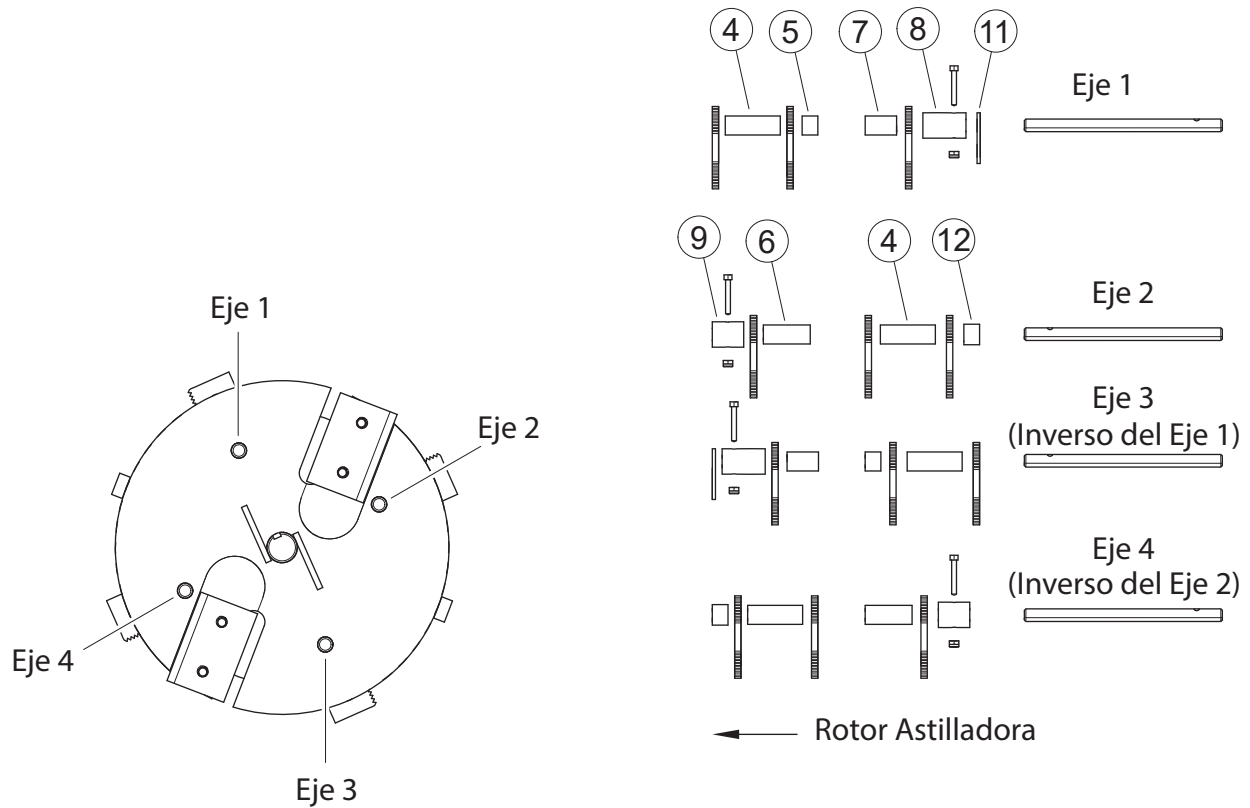 4 5 7 8 11
Eje 1
9 6 4 12
Eje 2
Eje 3
(Inverso del Eje 1)
Eje 4
(Inverso del Eje 2)
Rotor Astilladora
Eje 1
Eje 2
Eje 4
Eje 3